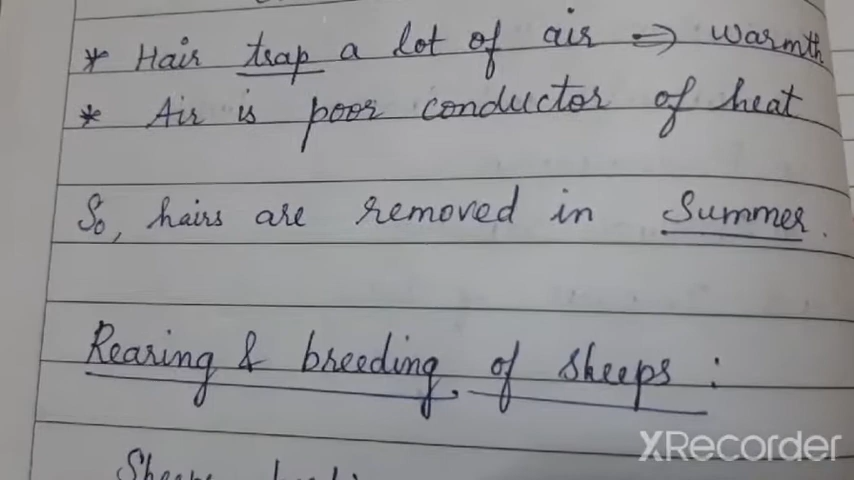 * Hair trap a lot of air ⇒ warmth
* Air is poor conductor of heat
So, hairs are removed in Summer.
Rearing & breeding of sheeps :
XRecorder